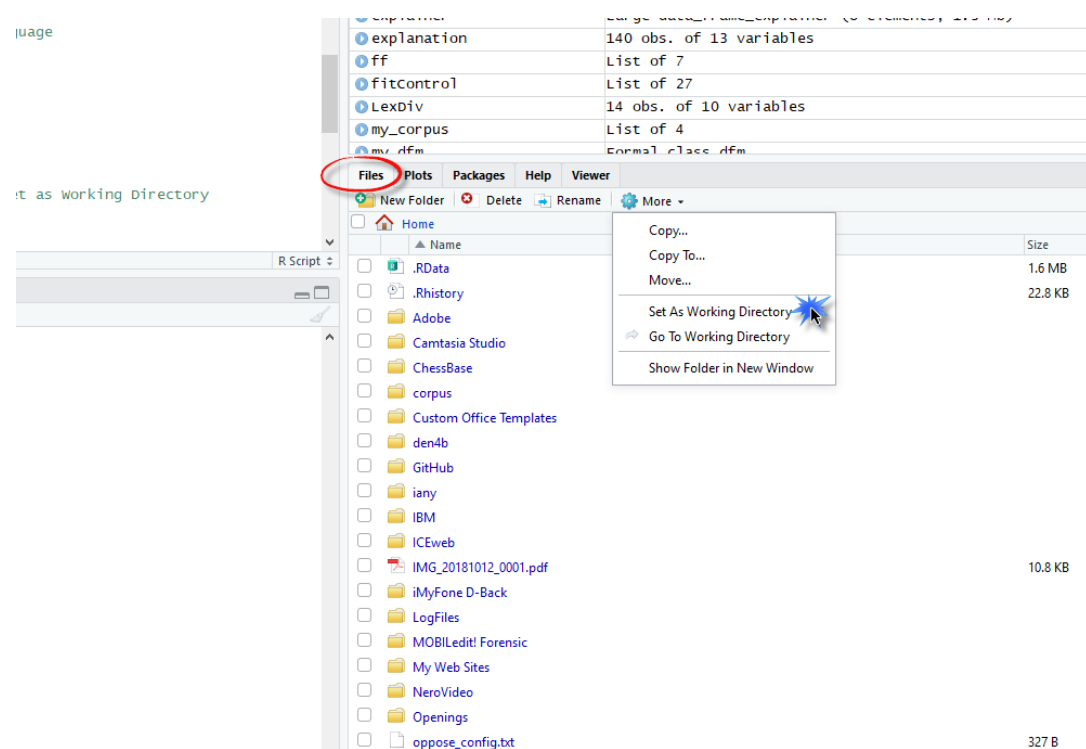 explanation 140 obs. of 13 variables
ff List of 7
fitControl List of 27
LexDiv 14 obs. of 10 variables
my_corpus List of 4
my_dfm Formal class dfm
et as Working Directory
R Script
Files Plots Packages Help Viewer
New Folder Delete Rename More
Home
Name Size
.RData 1.6 MB
.Rhistory 22.8 KB
Adobe
Camtasia Studio
ChessBase
corpus
Custom Office Templates
den4b
GitHub
iany
IBM
ICEweb
IMG_20181012_0001.pdf 10.8 KB
iMyFone D-Back
LogFiles
MOBILedit! Forensic
My Web Sites
NeroVideo
Openings
oppose_config.txt 327 B
Copy...
Copy To...
Move...
Set As Working Directory
Go To Working Directory
Show Folder in New Window